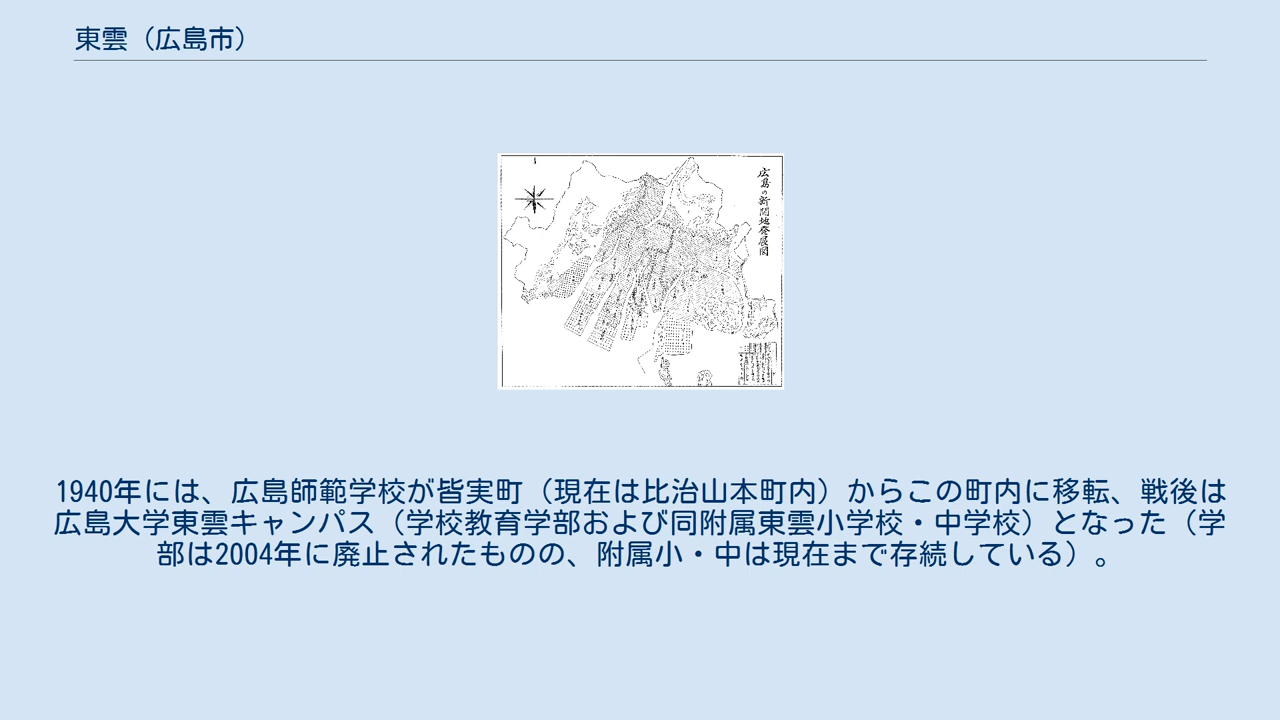 東雲（広島市）
広島の新開地発展図
1940年には、広島師範学校が皆実町（現在は比治山本町内）からこの町内に移転、戦後は
広島大学東雲キャンパス（学校教育学部および同附属東雲小学校・中学校）となった（学
部は2004年に廃止されたものの、附属小・中は現在まで存続している）。